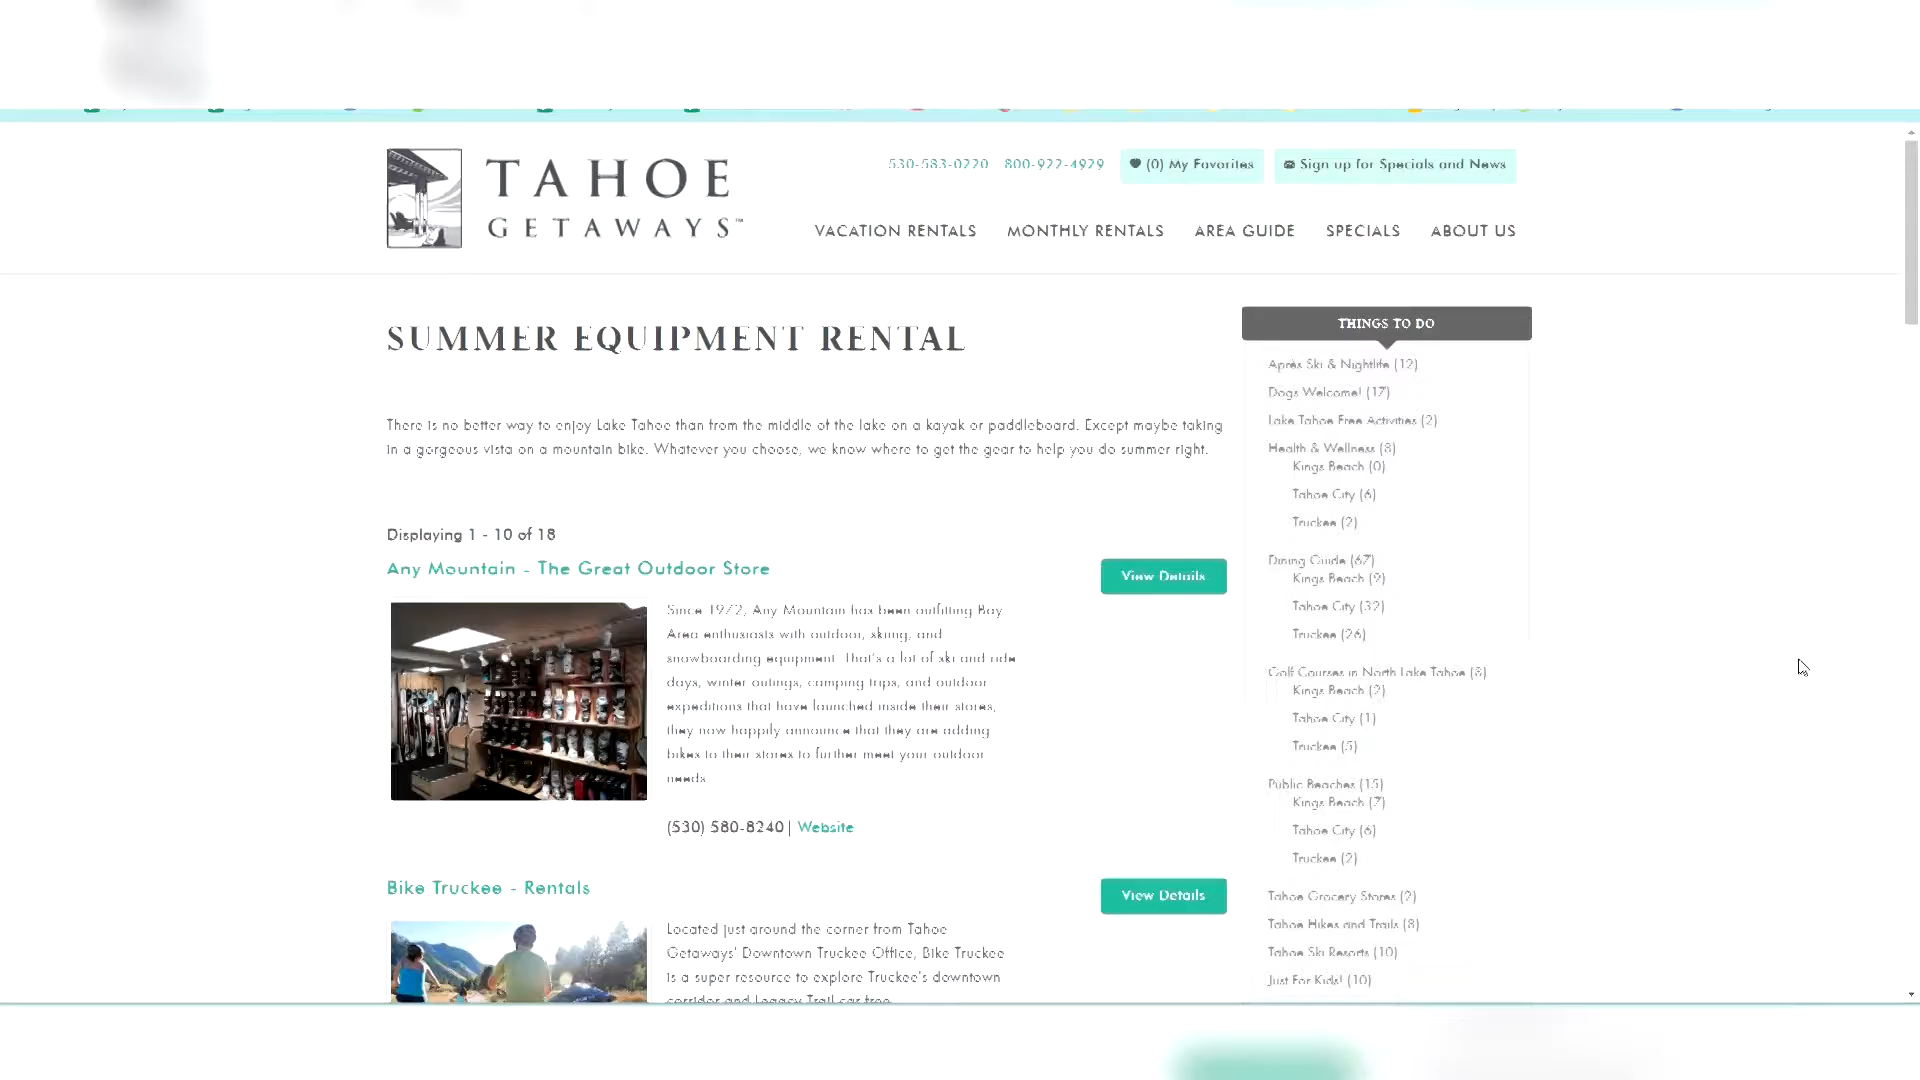 TAHOE
GETAWAYS™
530-583-0220 800-922-4929 (0) My Favorites Sign up for Specials and News
VACATION RENTALS MONTHLY RENTALS AREA GUIDE SPECIALS ABOUT US
SUMMER EQUIPMENT RENTAL
There is no better way to enjoy Lake Tahoe than from the middle of the lake on a kayak or paddleboard. Except maybe taking
in a gorgeous vista on a mountain bike. Whatever you choose, we know where to get the gear to help you do summer right.
Displaying 1 - 10 of 18
Any Mountain - The Great Outdoor Store
View Details
Since 1972, Any Mountain has been outfitting Bay
Area enthusiasts with outdoor, skiing, and
snowboarding equipment. That's a lot of ski and ride
days, winter outings, camping trips, and outdoor
expeditions that have launched inside their stores,
they now happily announce that they are adding
bikes to their stores to further meet your outdoor
needs.
(530) 580-8240 | Website
Bike Truckee - Rentals
View Details
Located just around the corner from Tahoe
Getaways' Downtown Truckee Office, Bike Truckee
is a super resource to explore Truckee's downtown
corridor and Legacy Trail car free.
THINGS TO DO
Après Ski & Nightlife (12)
Dogs Welcome! (17)
Lake Tahoe Free Activities (2)
Health & Wellness (8)
Kings Beach (0)
Tahoe City (6)
Truckee (2)
Dining Guide (67)
Kings Beach (9)
Tahoe City (32)
Truckee (26)
Golf Courses in North Lake Tahoe (8)
Kings Beach (2)
Tahoe City (1)
Truckee (5)
Public Beaches (15)
Kings Beach (7)
Tahoe City (6)
Truckee (2)
Tahoe Grocery Stores (2)
Tahoe Hikes and Trails (8)
Tahoe Ski Resorts (10)
Just For Kids! (10)